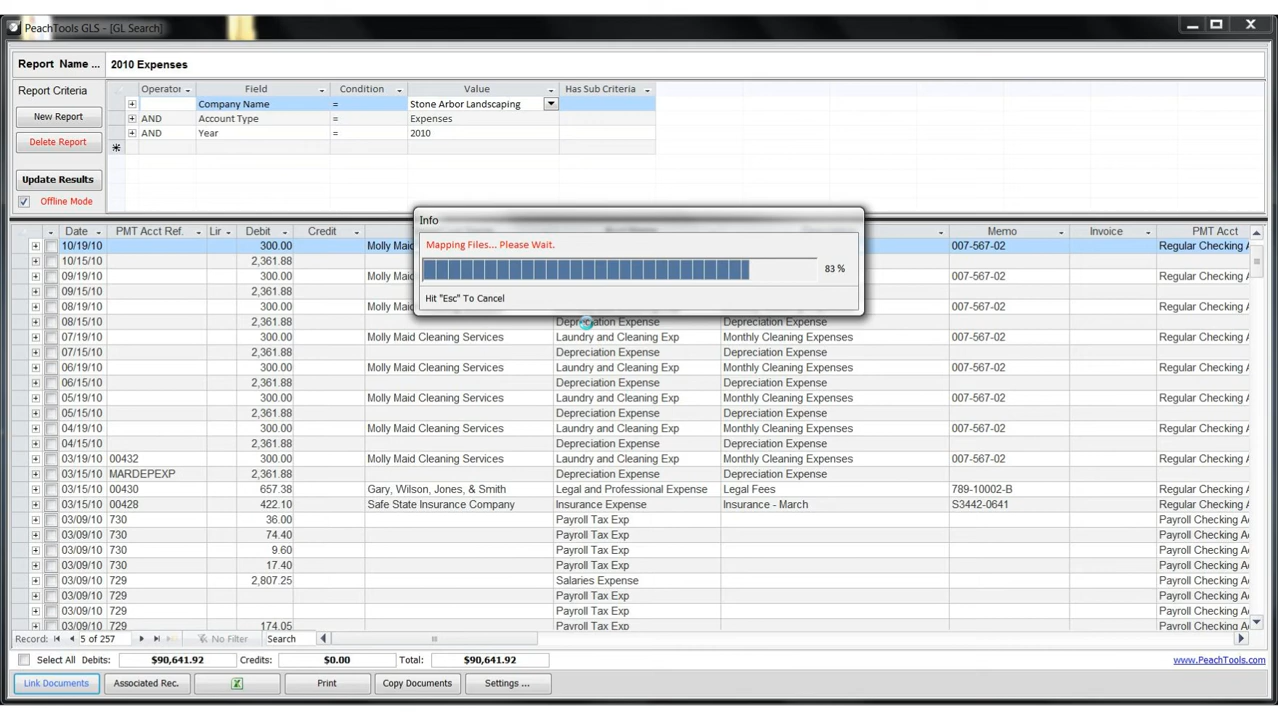 PeachTools GLS - [GL Search]
Report Name ... 2010 Expenses
Report Criteria
New Report
Delete Report
Update Results
Offline Mode
Operator Field Condition Value Has Sub Criteria
Company Name = Stone Arbor Landscaping
AND Account Type = Expenses
AND Year = 2010
Info
Mapping Files... Please Wait.
83 %
Hit "Esc" To Cancel
Date PMT Acct Ref. Lir Debit Credit Memo Invoice PMT Acct
10/19/10 300.00 Molly Maid 007-567-02 Regular Checking A
10/15/10 2,361.88
09/19/10 300.00 Molly Maid 007-567-02 Regular Checking A
09/15/10 2,361.88
08/19/10 300.00 Molly Maid 007-567-02 Regular Checking A
08/15/10 2,361.88 Depreciation Expense Depreciation Expense
07/19/10 300.00 Molly Maid Cleaning Services Laundry and Cleaning Exp Monthly Cleaning Expenses 007-567-02 Regular Checking A
07/15/10 2,361.88 Depreciation Expense Depreciation Expense
06/19/10 300.00 Molly Maid Cleaning Services Laundry and Cleaning Exp Monthly Cleaning Expenses 007-567-02 Regular Checking A
06/15/10 2,361.88 Depreciation Expense Depreciation Expense
05/19/10 300.00 Molly Maid Cleaning Services Laundry and Cleaning Exp Monthly Cleaning Expenses 007-567-02 Regular Checking A
05/15/10 2,361.88 Depreciation Expense Depreciation Expense
04/19/10 300.00 Molly Maid Cleaning Services Laundry and Cleaning Exp Monthly Cleaning Expenses 007-567-02 Regular Checking A
04/15/10 2,361.88 Depreciation Expense Depreciation Expense
03/19/10 00432 300.00 Molly Maid Cleaning Services Laundry and Cleaning Exp Monthly Cleaning Expenses 007-567-02 Regular Checking A
03/15/10 MARDEPEXP 2,361.88 Depreciation Expense Depreciation Expense
03/15/10 00430 657.38 Gary, Wilson, Jones, & Smith Legal and Professional Expense Legal Fees 789-10002-B Regular Checking A
03/15/10 00428 422.10 Safe State Insurance Company Insurance Expense Insurance - March S3442-0641 Regular Checking A
03/09/10 730 36.00 Payroll Tax Exp Payroll Checking Ac
03/09/10 730 74.40 Payroll Tax Exp Payroll Checking Ac
03/09/10 730 9.60 Payroll Tax Exp Payroll Checking Ac
03/09/10 730 17.40 Payroll Tax Exp Payroll Checking Ac
03/09/10 729 2,807.25 Salaries Expense Payroll Checking Ac
03/09/10 729 Payroll Tax Exp Payroll Checking Ac
03/09/10 729 Payroll Tax Exp Payroll Checking Ac
03/09/10 729 174.05 Payroll Tax Exp Payroll Checking Ac
Record: 5 of 257 No Filter Search
Select All Debits: $90,641.92 Credits: $0.00 Total: $90,641.92 www.PeachTools.com
Link Documents Associated Rec. Print Copy Documents Settings ...